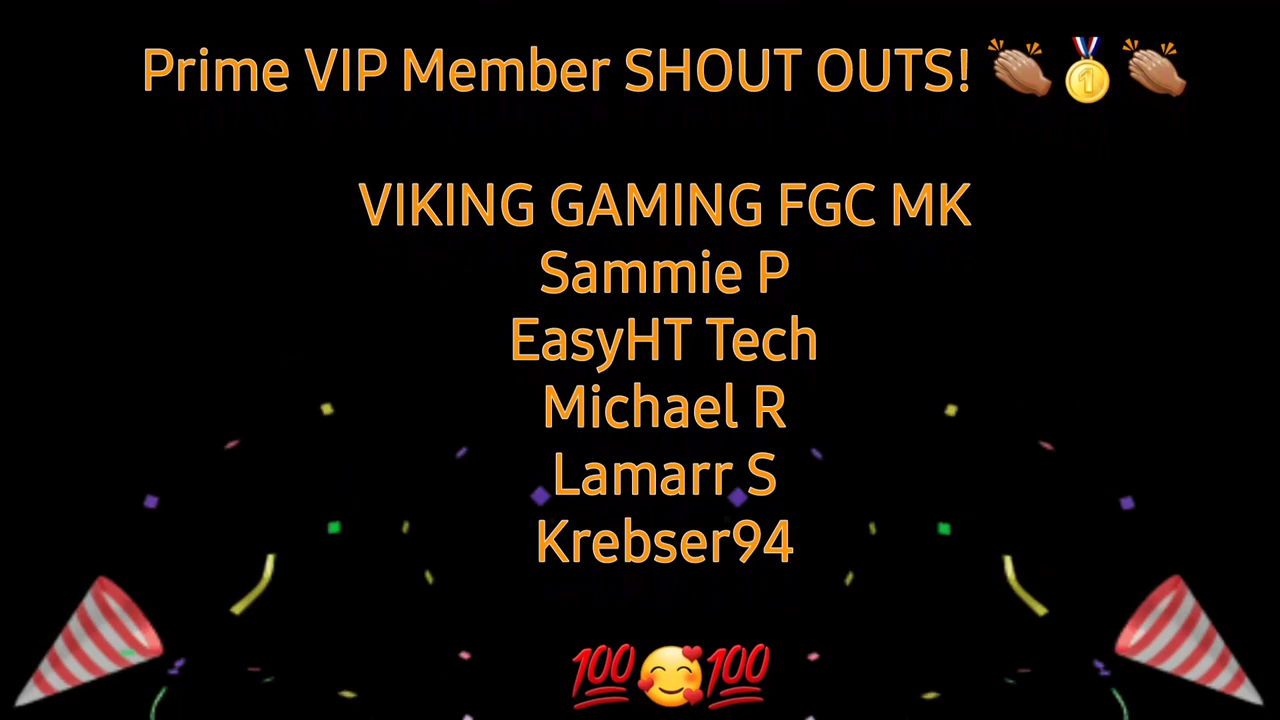 Prime VIP Member SHOUT OUTS! 👏🏽🥇👏🏽
VIKING GAMING FGC MK
Sammie P
EasyHT Tech
Michael R
Lamarr S
Krebser94
💯🥰💯